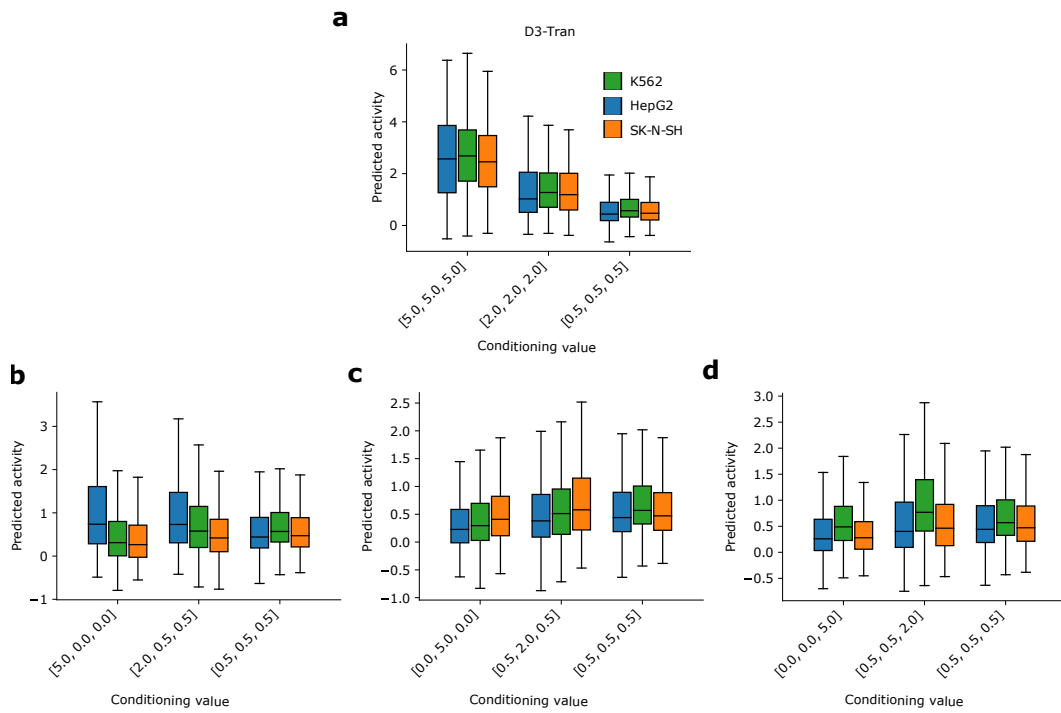 a
D3-Tran
Predicted activity
6
4
2
0
K562
HepG2
SK-N-SH
[5.0, 5.0, 5.0]
[2.0, 2.0, 2.0]
[0.5, 0.5, 0.5]
Conditioning value
b
Predicted activity
3
2
1
0
−1
[5.0, 0.0, 0.0]
[2.0, 0.5, 0.5]
[0.5, 0.5, 0.5]
Conditioning value
c
Predicted activity
2.5
2.0
1.5
1.0
0.5
0.0
−0.5
−1.0
[0.0, 5.0, 0.0]
[0.5, 2.0, 0.5]
[0.5, 0.5, 0.5]
Conditioning value
d
Predicted activity
3.0
2.5
2.0
1.5
1.0
0.5
0.0
−0.5
[0.0, 0.0, 5.0]
[0.5, 0.5, 2.0]
[0.5, 0.5, 0.5]
Conditioning value